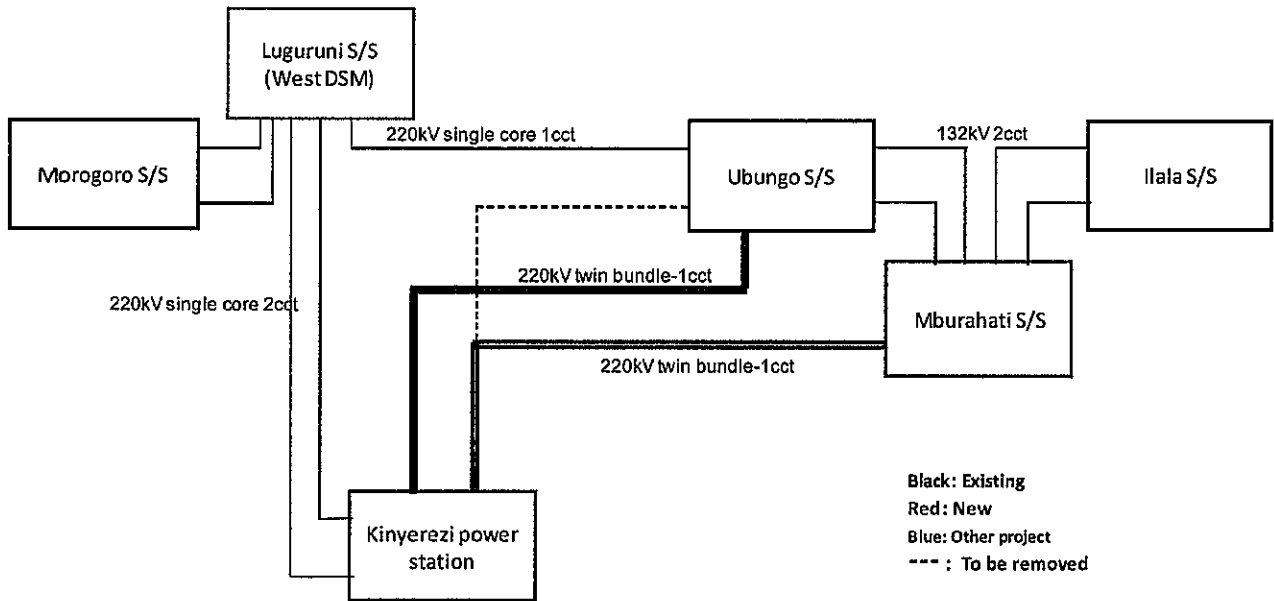 Luguruni S/S
(West DSM)
Morogoro S/S
220kV single core 1cct
Ubungo S/S
132kV 2cct
Ilala S/S
220kV twin bundle-1cct
220kV single core 2cct
Mburahati S/S
220kV twin bundle-1cct
Kinyerezi power
station
Black: Existing
Red: New
Blue: Other project
---- : To be removed